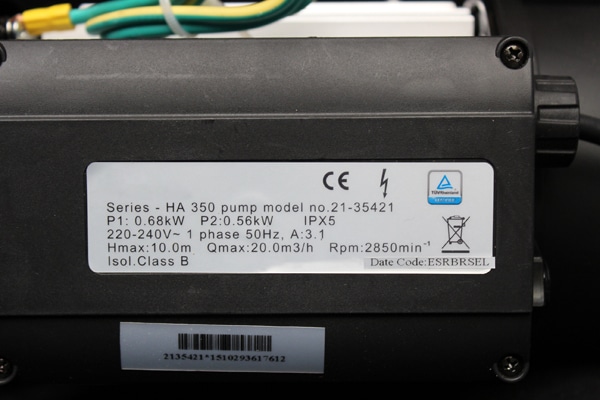 CE
TÜVRheinland
Series - HA 350 pump model no.21-35421
P1: 0.68kW P2:0.56kW IPX5
220-240V~ 1 phase 50Hz, A:3.1
Hmax:10.0m Qmax:20.0m3/h Rpm:2850min⁻¹
Isol.Class B
Date Code:ESRBRSEL
2135421*1510293617612